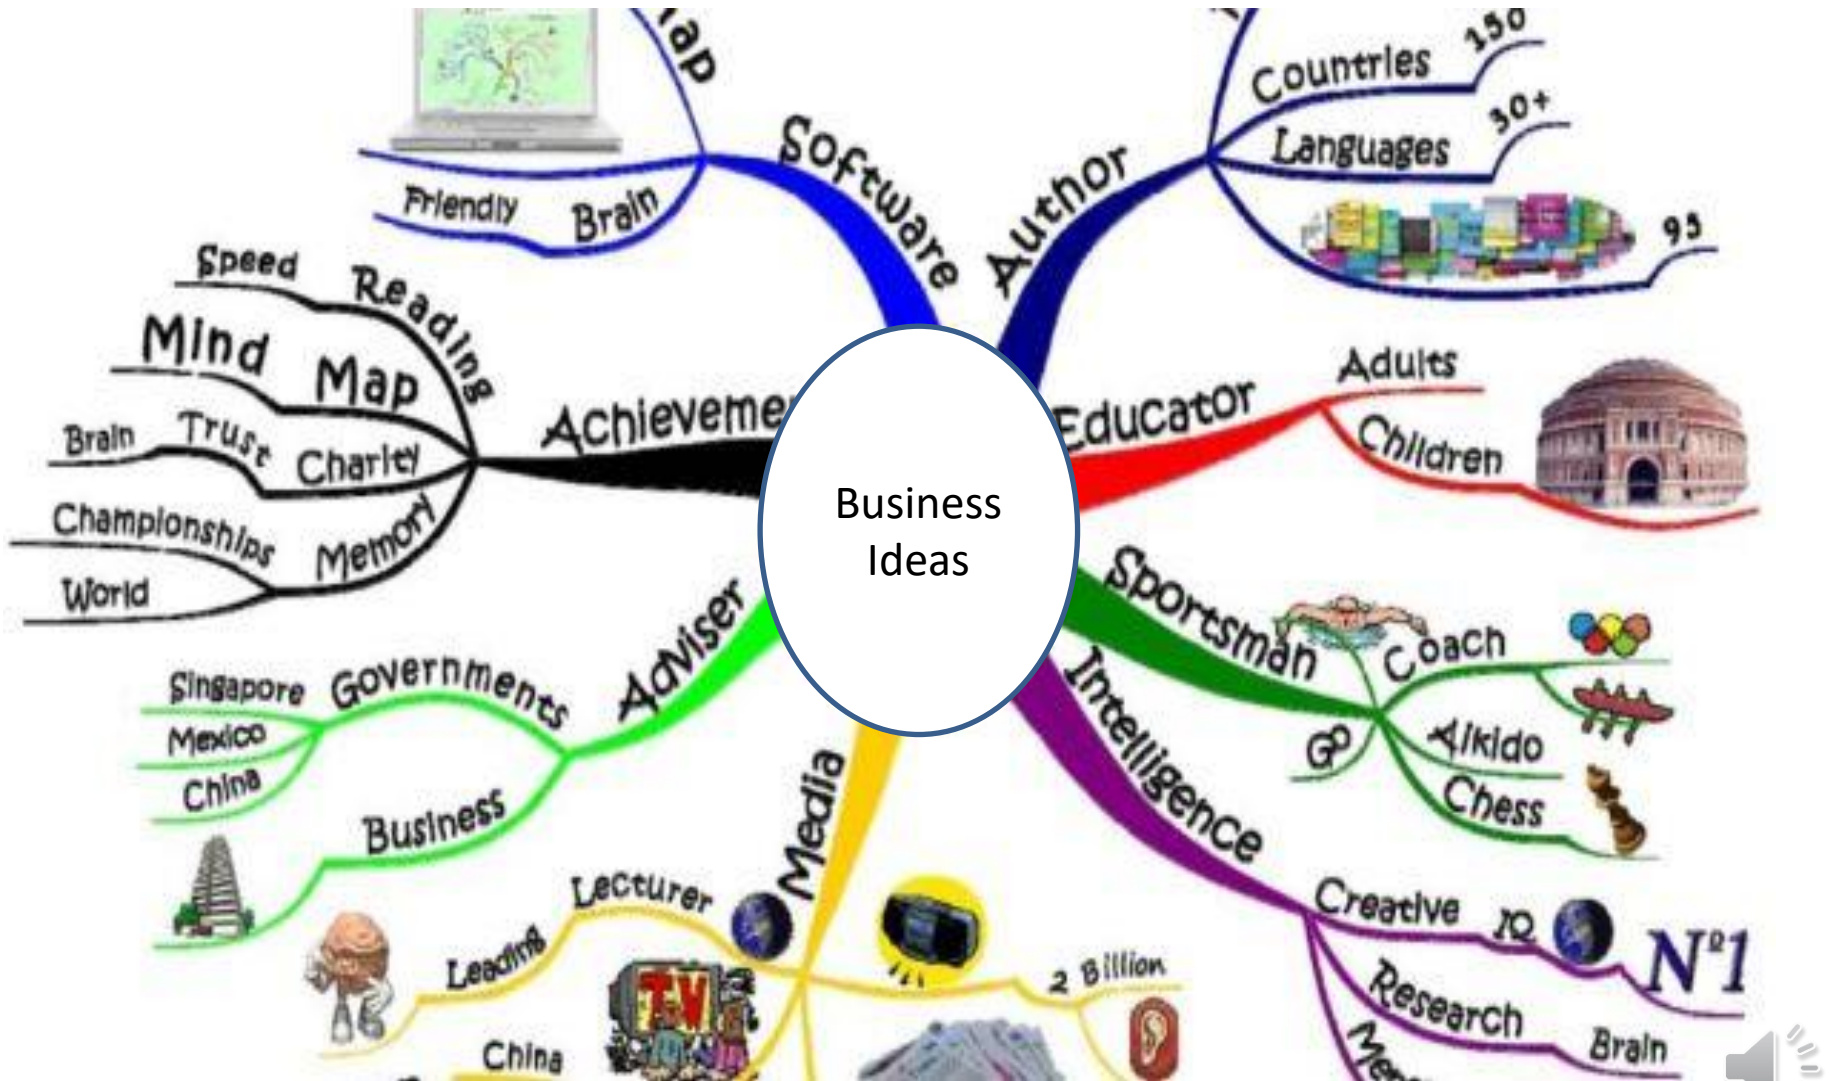 Map
Software
Friendly Brain
Author
Countries 150
Languages 30+
95
Speed Reading
Mind Map
Brain Trust Charity
Championships
World
Memory
Achieveme
Educator
Adults
Children
Business
Ideas
Sportsman
Coach
Aikido
Chess
Go
Adviser
Governments
Singapore
Mexico
China
Business
Intelligence
Creative IQ Nº1
Research Brain
Media
Lecturer
Leading
TV
2 Billion
China